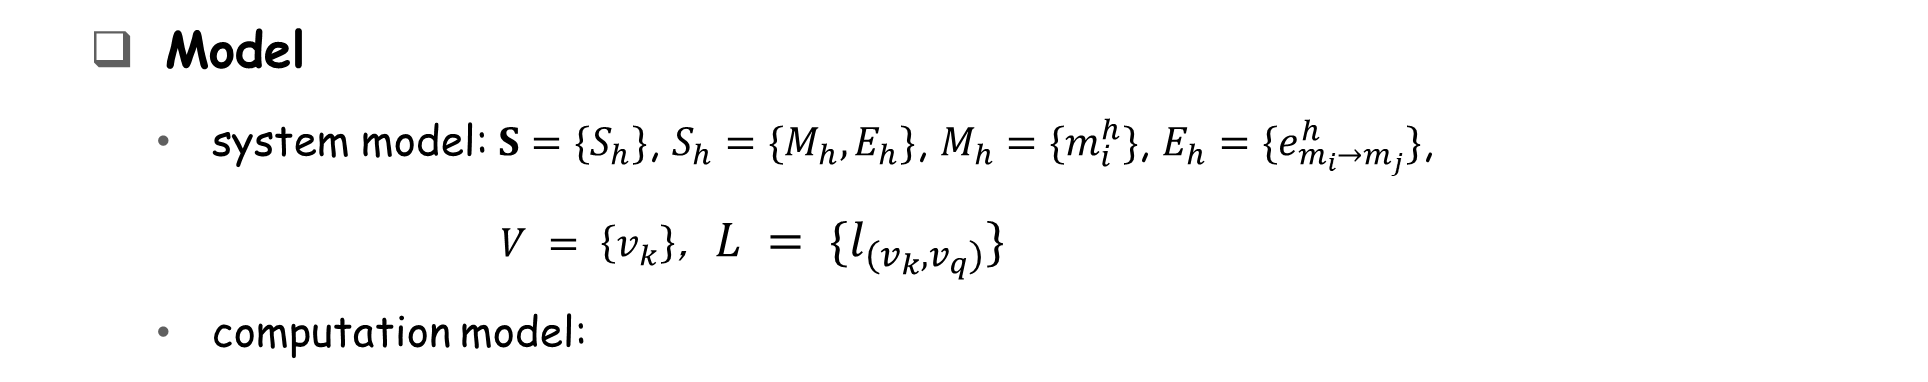 ❑ Model
• system model: 𝐒 = {S_h}, S_h = {M_h, E_h}, M_h = {m_i^h}, E_h = {e_{m_i→m_j}^h},
V = {v_k}, L = {l_{(v_k,v_q)}}
• computation model: